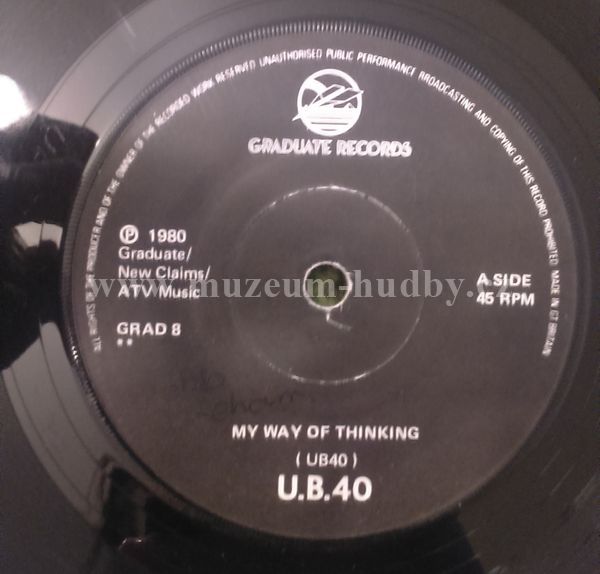 ALL RIGHTS OF THE PRODUCER AND OF THE OWNER OF THE RECORDED WORK RESERVED UNAUTHORISED PUBLIC PERFORMANCE BROADCASTING AND COPYING OF THIS RECORD PROHIBITED MADE IN GT BRITAIN
GRADUATE RECORDS
℗ 1980
Graduate/
New Claims/
ATV/Music
A SIDE
45 RPM
www.muzeum-hudby.cz
GRAD 8
**
MY WAY OF THINKING
( UB40 )
U.B.40